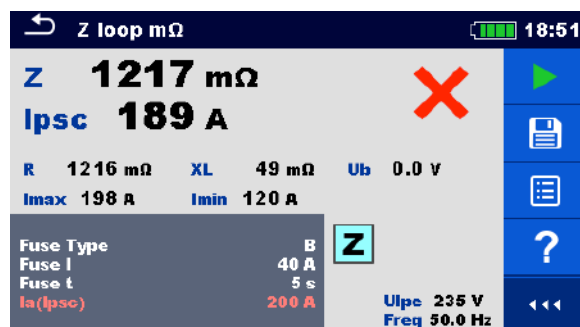 Z loop mΩ 18:51
Z 1217 mΩ
Ipsc 189 A
R 1216 mΩ XL 49 mΩ Ub 0.0 V
Imax 198 A Imin 120 A
Fuse Type B
Fuse I 40 A
Fuse t 5 s
Ia(Ipsc) 200 A
Z
?
Ulpe 235 V
Freq 50.0 Hz